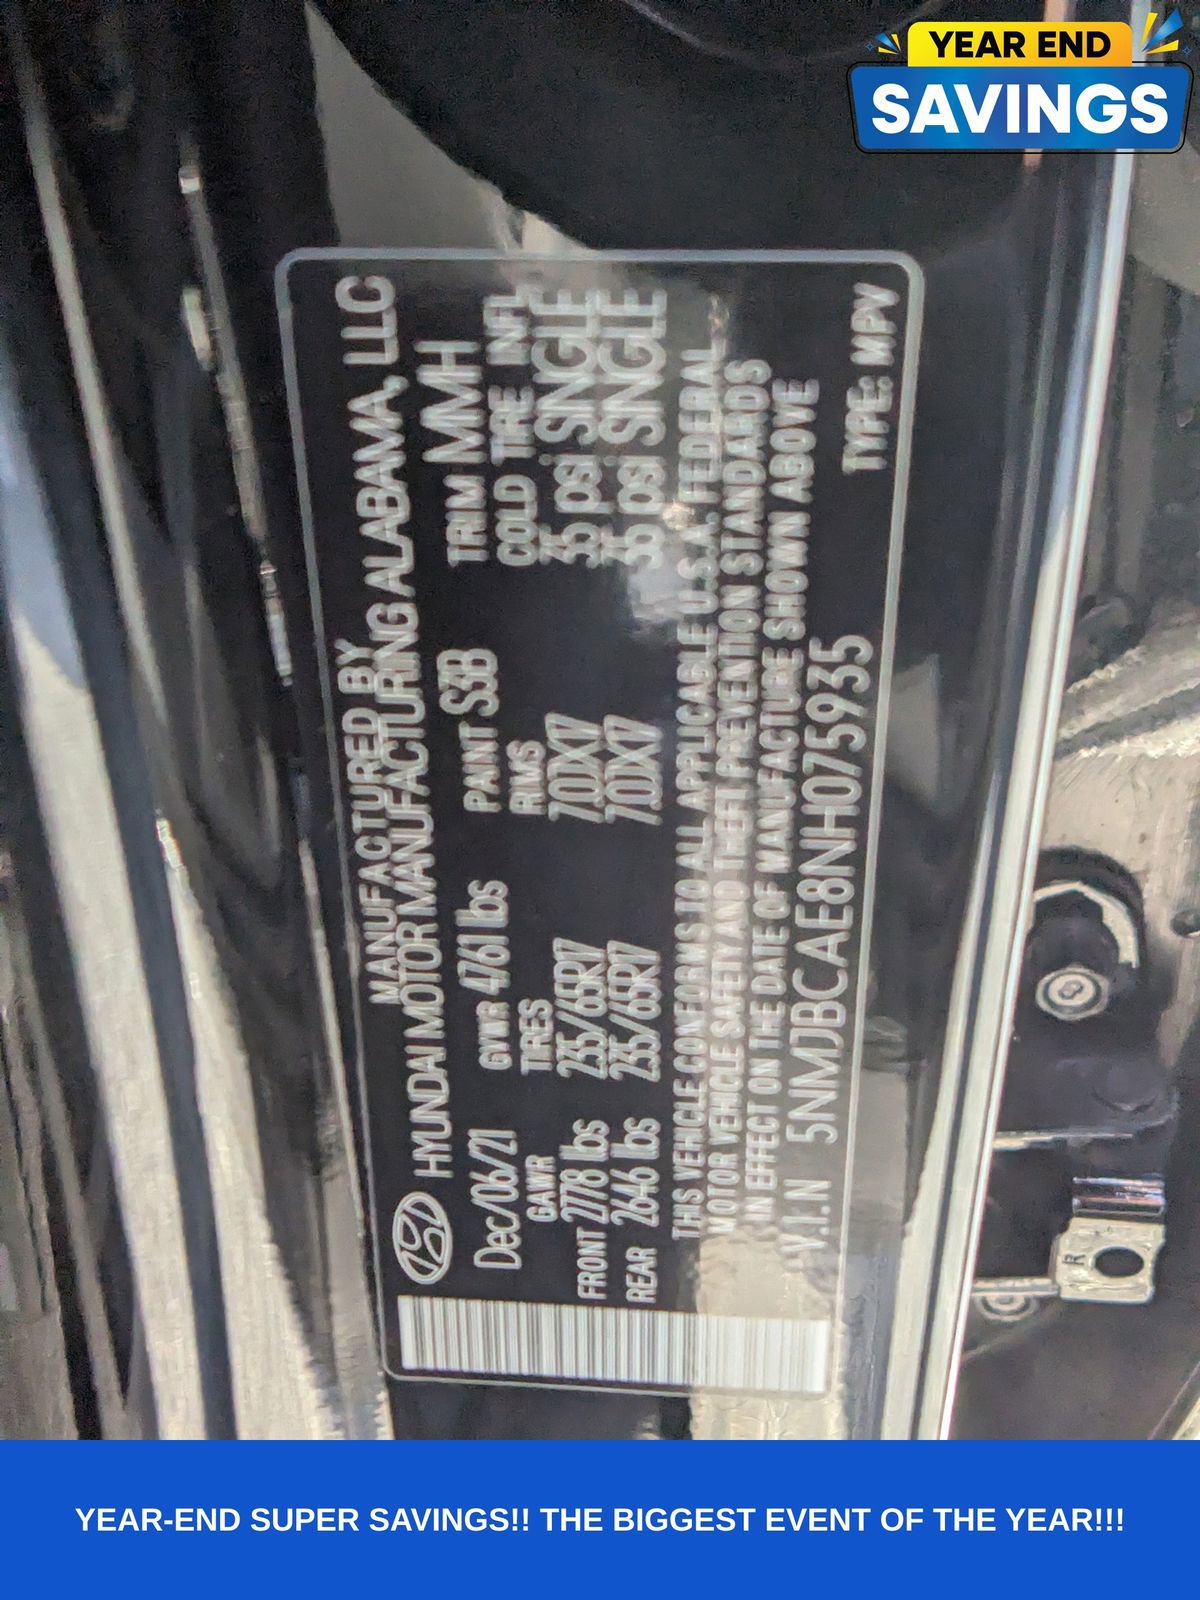 YEAR END
SAVINGS
MANUFACTURED BY
HYUNDAI MOTOR MANUFACTURING ALABAMA, LLC
Dec/06/21 GVWR 4761 lbs PAINT S3B TRIM MMH
GAWR TIRES RIMS COLD TIRE INFL
FRONT 2778 lbs 235/65R17 7.0JX17 35 psi SINGLE
REAR 2646 lbs 235/65R17 7.0JX17 35 psi SINGLE
THIS VEHICLE CONFORMS TO ALL APPLICABLE U.S.A. FEDERAL
MOTOR VEHICLE SAFETY AND THEFT PREVENTION STANDARDS
IN EFFECT ON THE DATE OF MANUFACTURE SHOWN ABOVE
V.I.N 5NMJBCAE8NH075935 TYPE: MPV
R
YEAR-END SUPER SAVINGS!! THE BIGGEST EVENT OF THE YEAR!!!